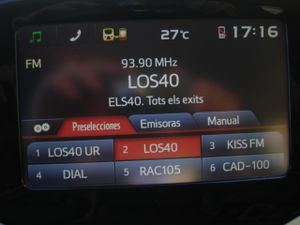 27°C
17:16
FM
93.90 MHz
LOS40
ELS40. Tots els exits
Preselecciones Emisoras Manual
1 LOS40 UR 2 LOS40 3 KISS FM
4 DIAL 5 RAC105 6 CAD-100